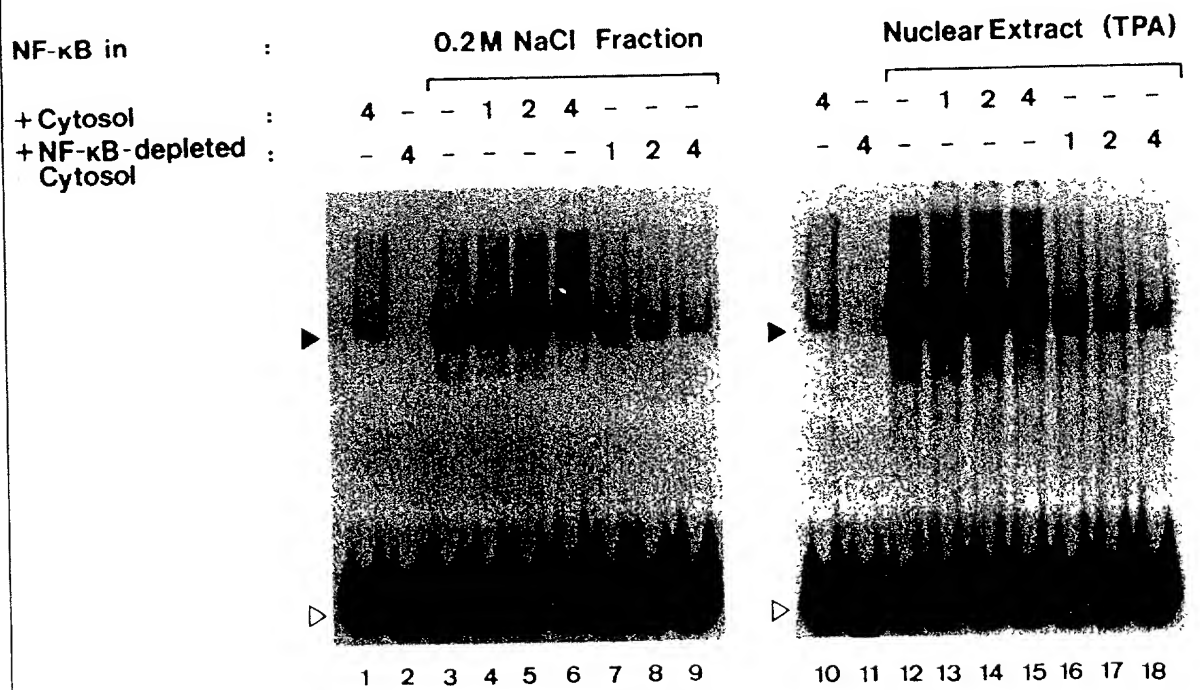 NF-κB in : 0.2M NaCl Fraction Nuclear Extract (TPA)
+ Cytosol : 4 – – 1 2 4 – – – 4 – – 1 2 4 – – –
+ NF-κB-depleted : – 4 – – – – 1 2 4 – 4 – – – – 1 2 4
Cytosol
1 2 3 4 5 6 7 8 9 10 11 12 13 14 15 16 17 18